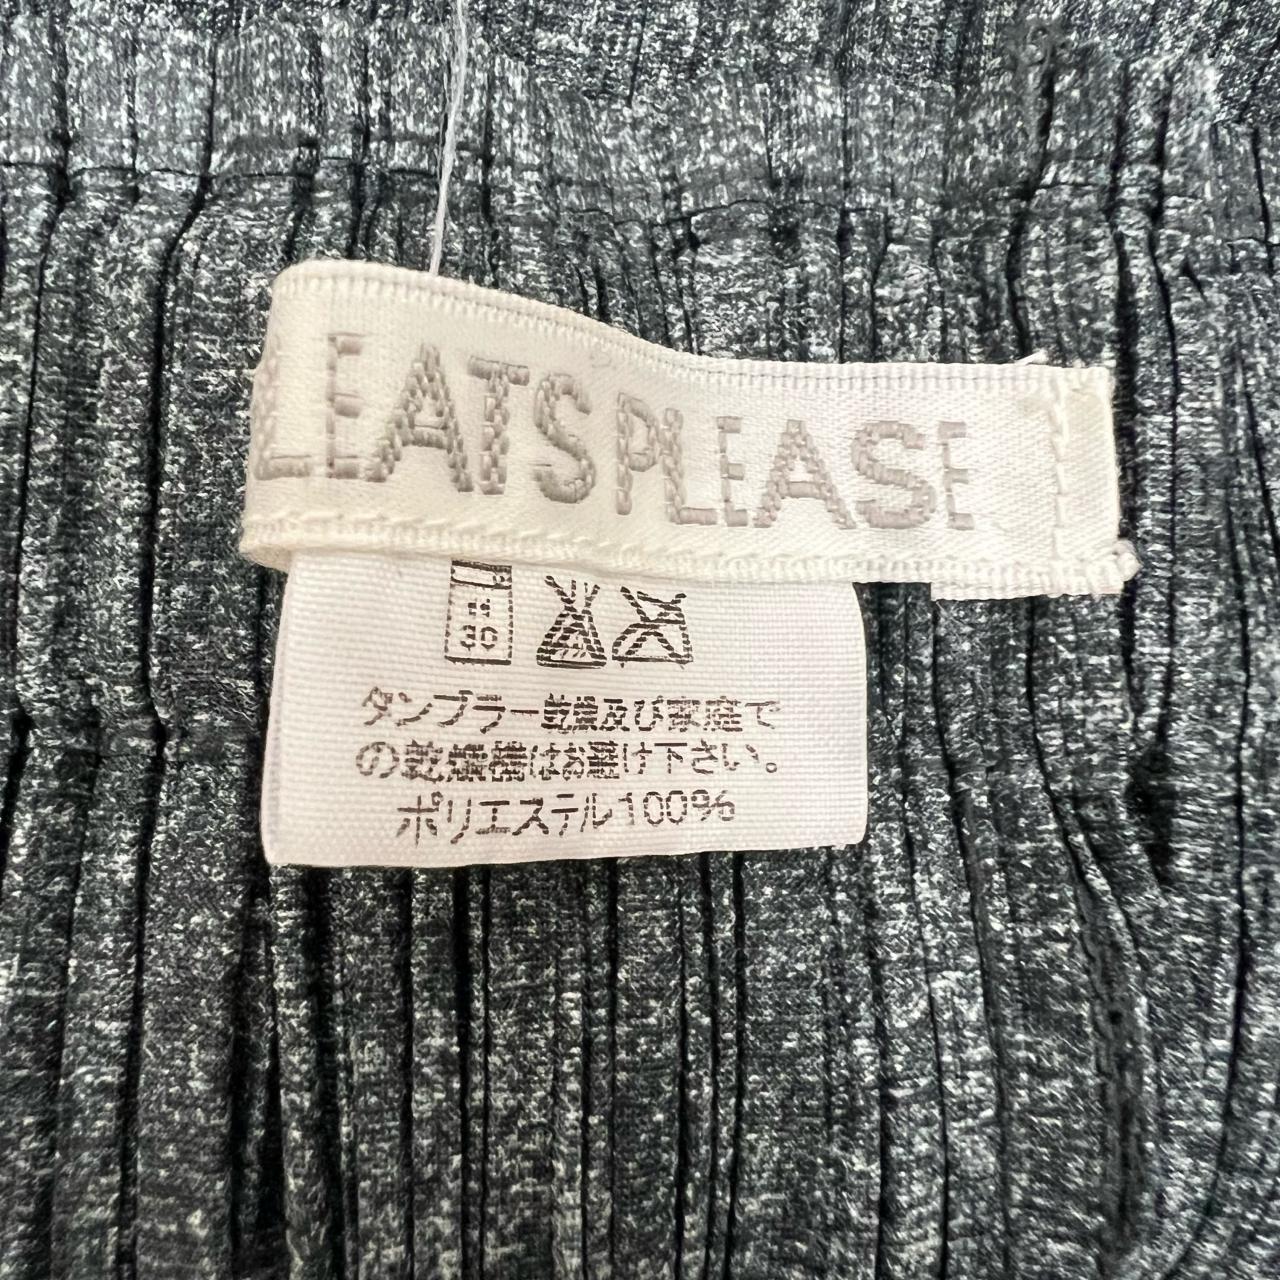 LEATS PLEASE
弱
30
タンブラー乾燥及び家庭で
の乾燥機はお避け下さい。
ポリエステル100%